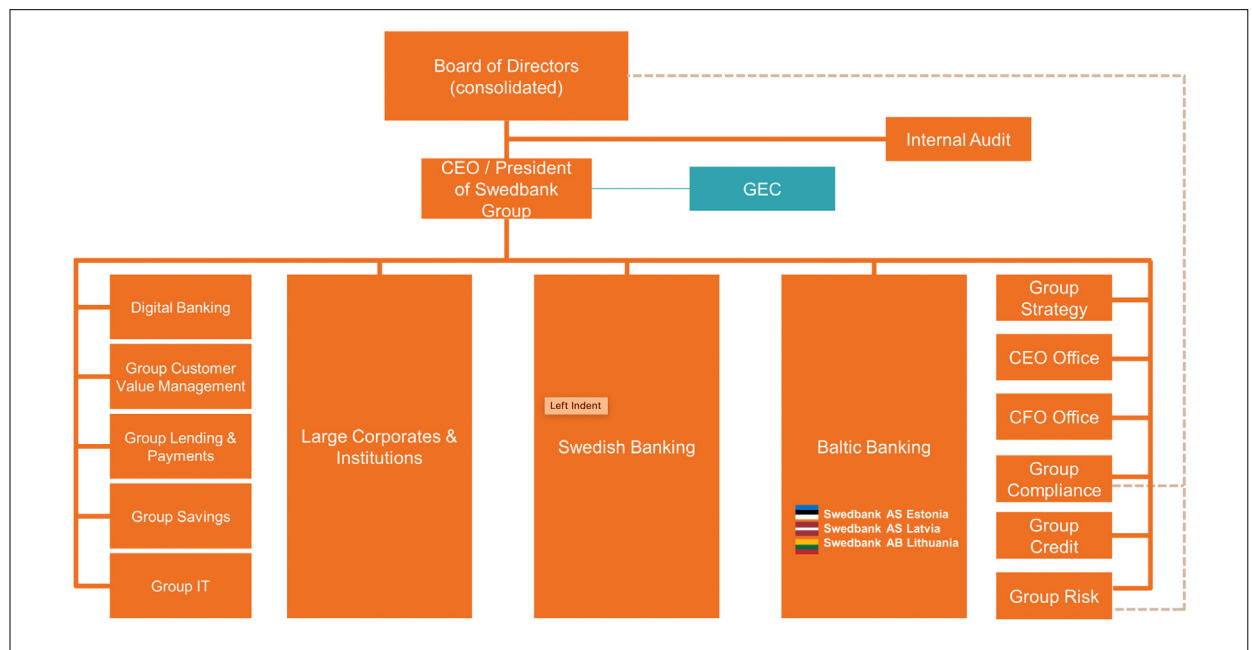 Board of Directors
(consolidated)
Internal Audit
CEO / President
of Swedbank
Group
GEC
Digital Banking
Group Customer
Value Management
Group Lending &
Payments
Group Savings
Group IT
Large Corporates &
Institutions
Left Indent
Swedish Banking
Baltic Banking
Swedbank AS Estonia
Swedbank AS Latvia
Swedbank AB Lithuania
Group
Strategy
CEO Office
CFO Office
Group
Compliance
Group
Credit
Group Risk